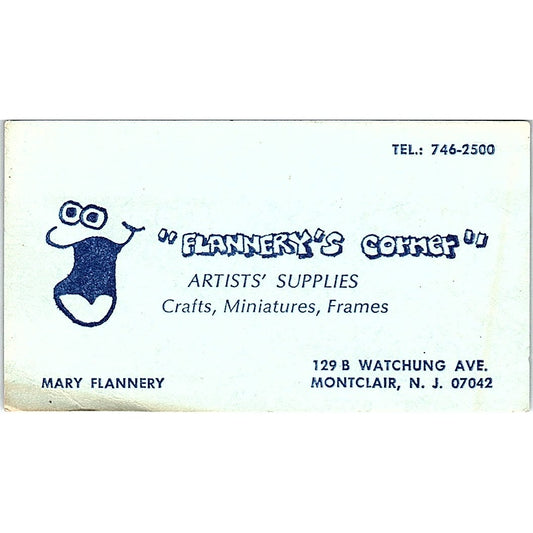 TEL.: 746-2500
"FLANNERY'S corner"
ARTISTS' SUPPLIES
Crafts, Miniatures, Frames
129 B WATCHUNG AVE.
MARY FLANNERY MONTCLAIR, N. J. 07042